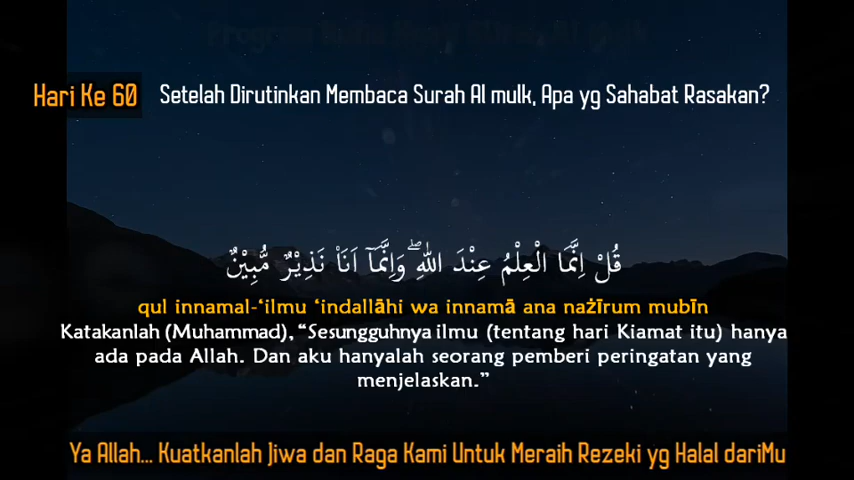 Hari Ke 60
Setelah Dirutinkan Membaca Surah Al mulk, Apa yg Sahabat Rasakan?
قُلْ اِنَّمَا الْعِلْمُ عِنْدَ اللّٰهِ ۖوَاِنَّمَآ اَنَا۠ نَذِيْرٌ مُّبِيْنٌ
qul innamal-‘ilmu ‘indallāhi wa innamā ana nażīrum mubīn
Katakanlah (Muhammad), “Sesungguhnya ilmu (tentang hari Kiamat itu) hanya
ada pada Allah. Dan aku hanyalah seorang pemberi peringatan yang
menjelaskan.”
Ya Allah... Kuatkanlah Jiwa dan Raga Kami Untuk Meraih Rezeki yg Halal dariMu